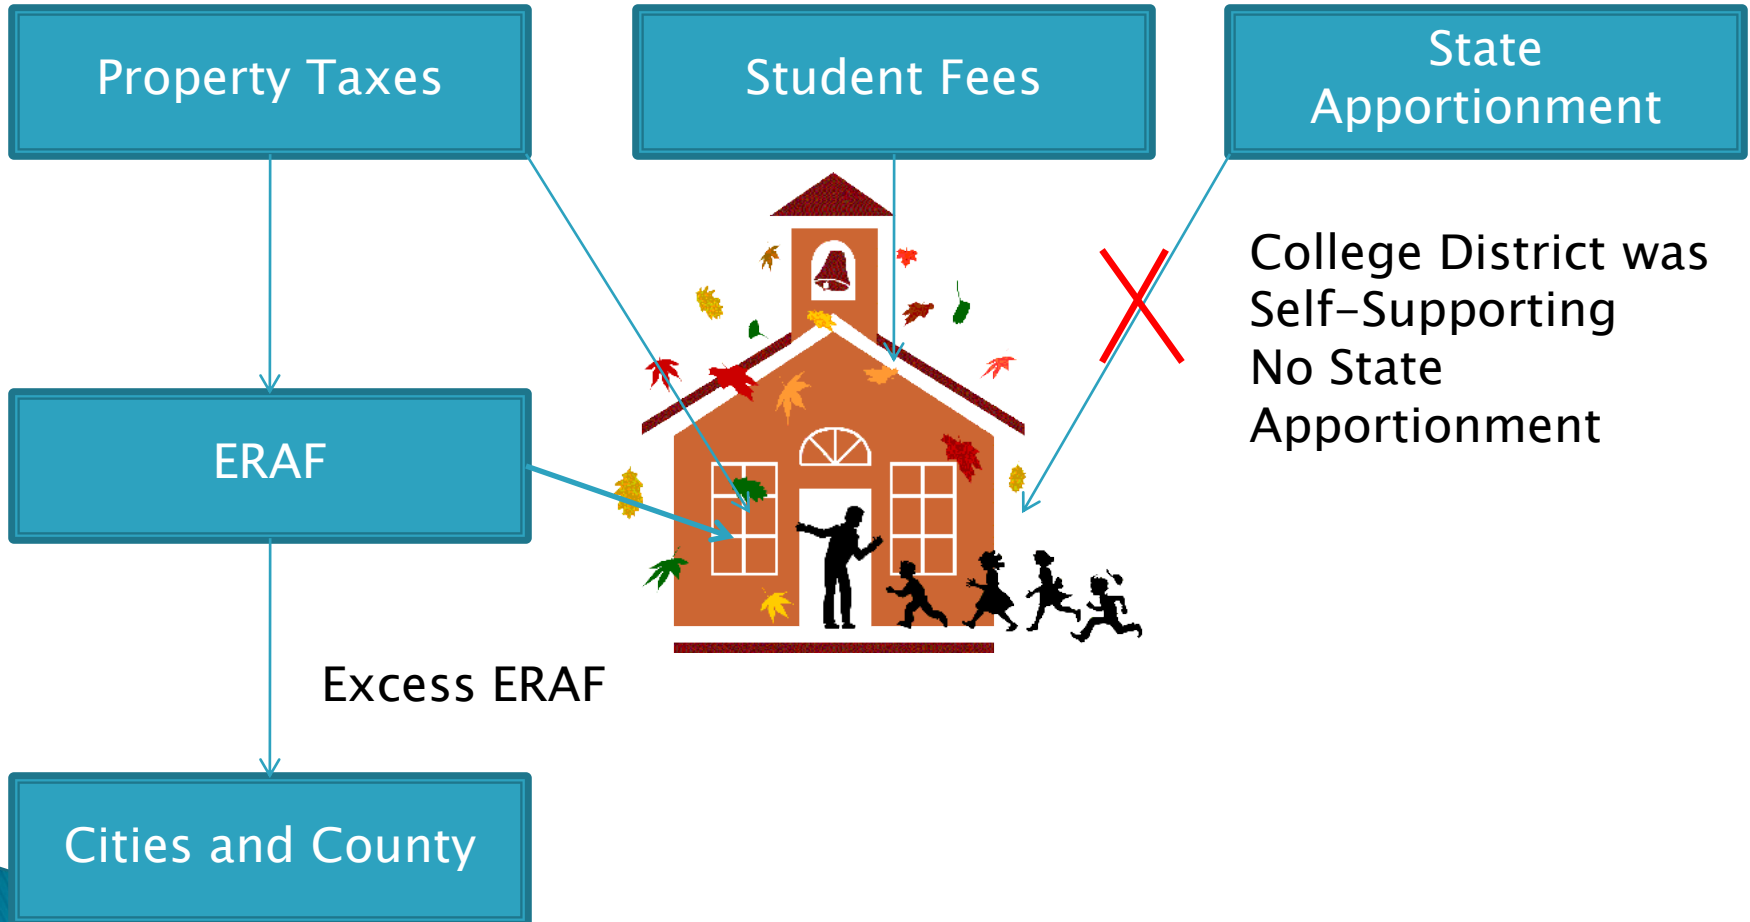 Property Taxes
Student Fees
State
Apportionment
College District was
Self-Supporting
No State
Apportionment
ERAF
Excess ERAF
Cities and County